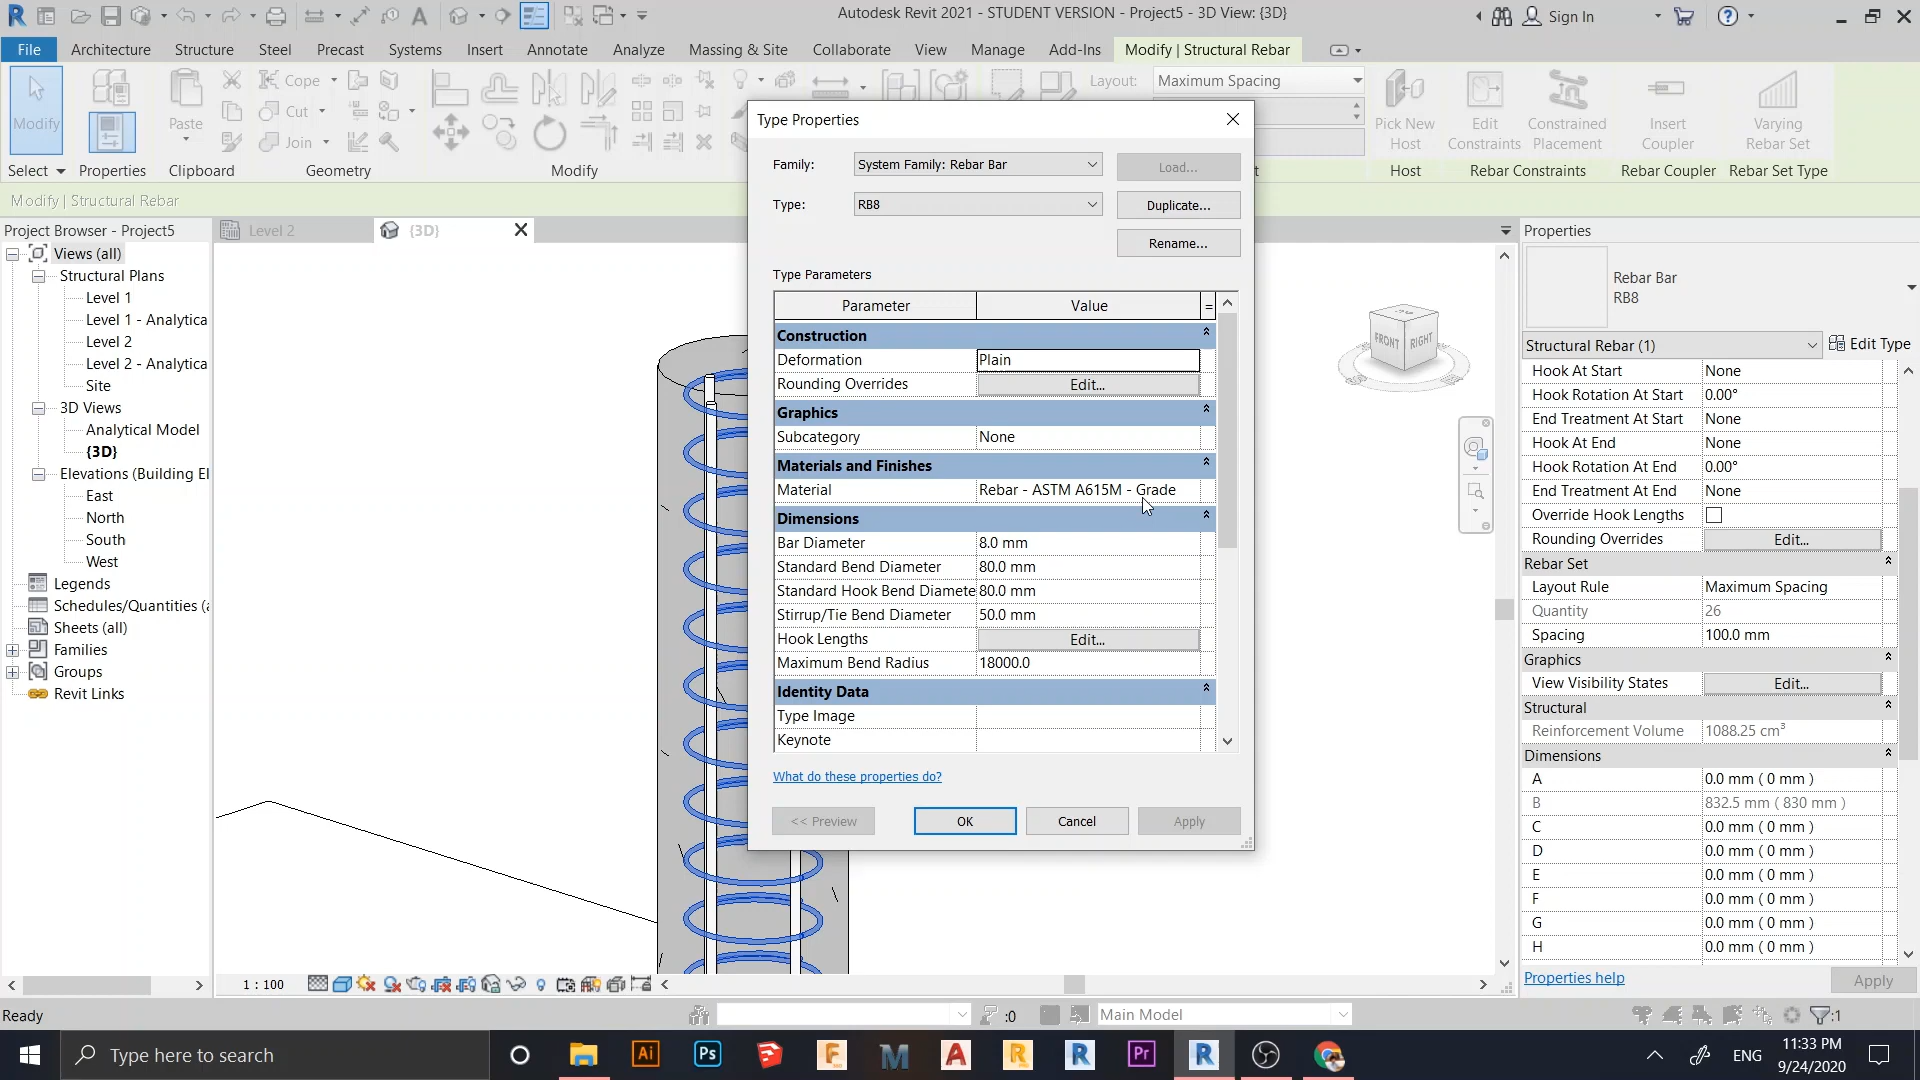 Autodesk Revit 2021 - STUDENT VERSION - Project5 - 3D View: {3D}
Sign In
File Architecture Structure Steel Precast Systems Insert Annotate Analyze Massing & Site Collaborate View Manage Add-Ins Modify | Structural Rebar
Modify
Paste
Cope
Cut
Join
Layout: Maximum Spacing
Pick New Host
Edit Constraints
Constrained Placement
Insert Coupler
Varying Rebar Set
Select Properties Clipboard Geometry Modify Host Rebar Constraints Rebar Coupler Rebar Set Type
Modify | Structural Rebar
Project Browser - Project5
Level 2
{3D}
Views (all)
Structural Plans
Level 1
Level 1 - Analytica
Level 2
Level 2 - Analytica
Site
3D Views
Analytical Model
{3D}
Elevations (Building El
East
North
South
West
Legends
Schedules/Quantities (a
Sheets (all)
Families
Groups
Revit Links
Type Properties
Family: System Family: Rebar Bar Load...
Type: RB8 Duplicate...
Rename...
Type Parameters
Parameter Value =
Construction
Deformation Plain
Rounding Overrides Edit...
Graphics
Subcategory None
Materials and Finishes
Material Rebar - ASTM A615M - Grade
Dimensions
Bar Diameter 8.0 mm
Standard Bend Diameter 80.0 mm
Standard Hook Bend Diamete 80.0 mm
Stirrup/Tie Bend Diameter 50.0 mm
Hook Lengths Edit...
Maximum Bend Radius 18000.0
Identity Data
Type Image
Keynote
What do these properties do?
<< Preview OK Cancel Apply
FRONT RIGHT
Properties
Rebar Bar
RB8
Structural Rebar (1) Edit Type
Hook At Start None
Hook Rotation At Start 0.00°
End Treatment At Start None
Hook At End None
Hook Rotation At End 0.00°
End Treatment At End None
Override Hook Lengths
Rounding Overrides Edit...
Rebar Set
Layout Rule Maximum Spacing
Quantity 26
Spacing 100.0 mm
Graphics
View Visibility States Edit...
Structural
Reinforcement Volume 1088.25 cm³
Dimensions
A 0.0 mm ( 0 mm )
B 832.5 mm ( 830 mm )
C 0.0 mm ( 0 mm )
D 0.0 mm ( 0 mm )
E 0.0 mm ( 0 mm )
F 0.0 mm ( 0 mm )
G 0.0 mm ( 0 mm )
H 0.0 mm ( 0 mm )
Properties help Apply
1 : 100
Ready
:0
Main Model
:1
Type here to search
Ai Ps F M A R R Pr R
ENG
11:33 PM
9/24/2020